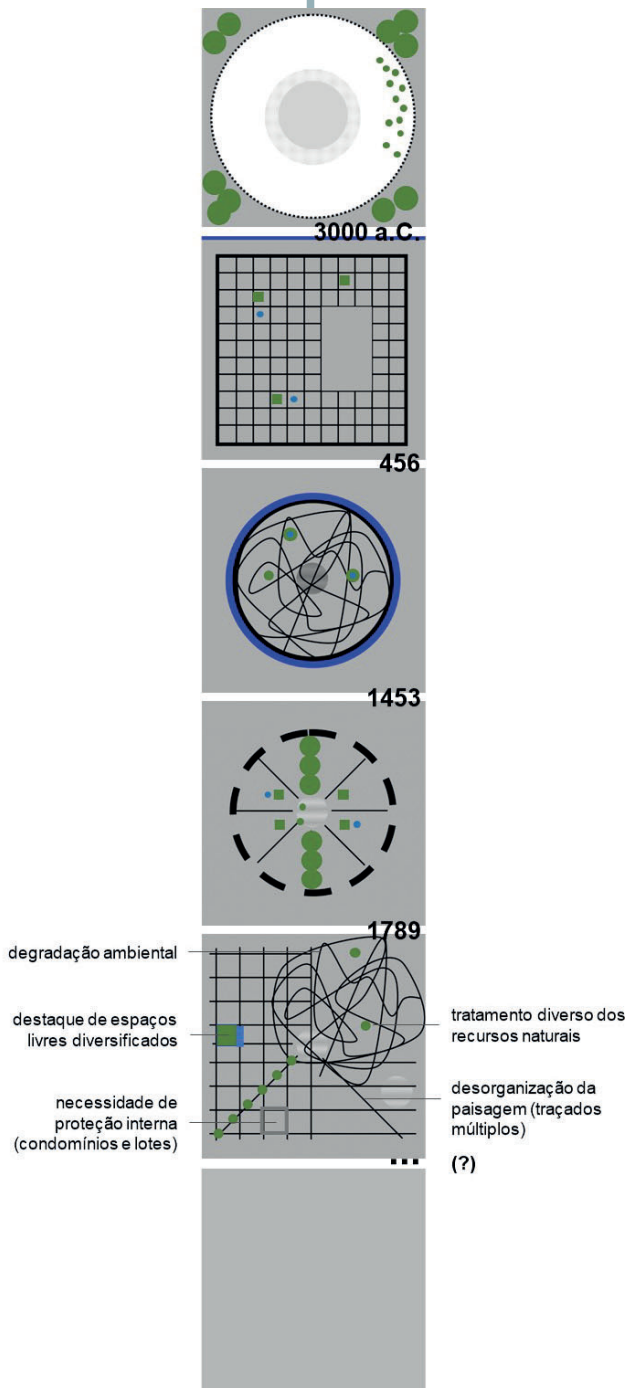 3000 a.C.
456
1453
1789
degradação ambiental
destaque de espaços
livres diversificados
tratamento diverso dos
recursos naturais
necessidade de
proteção interna
(condomínios e lotes)
desorganização da
paisagem (traçados
múltiplos)
... (?)